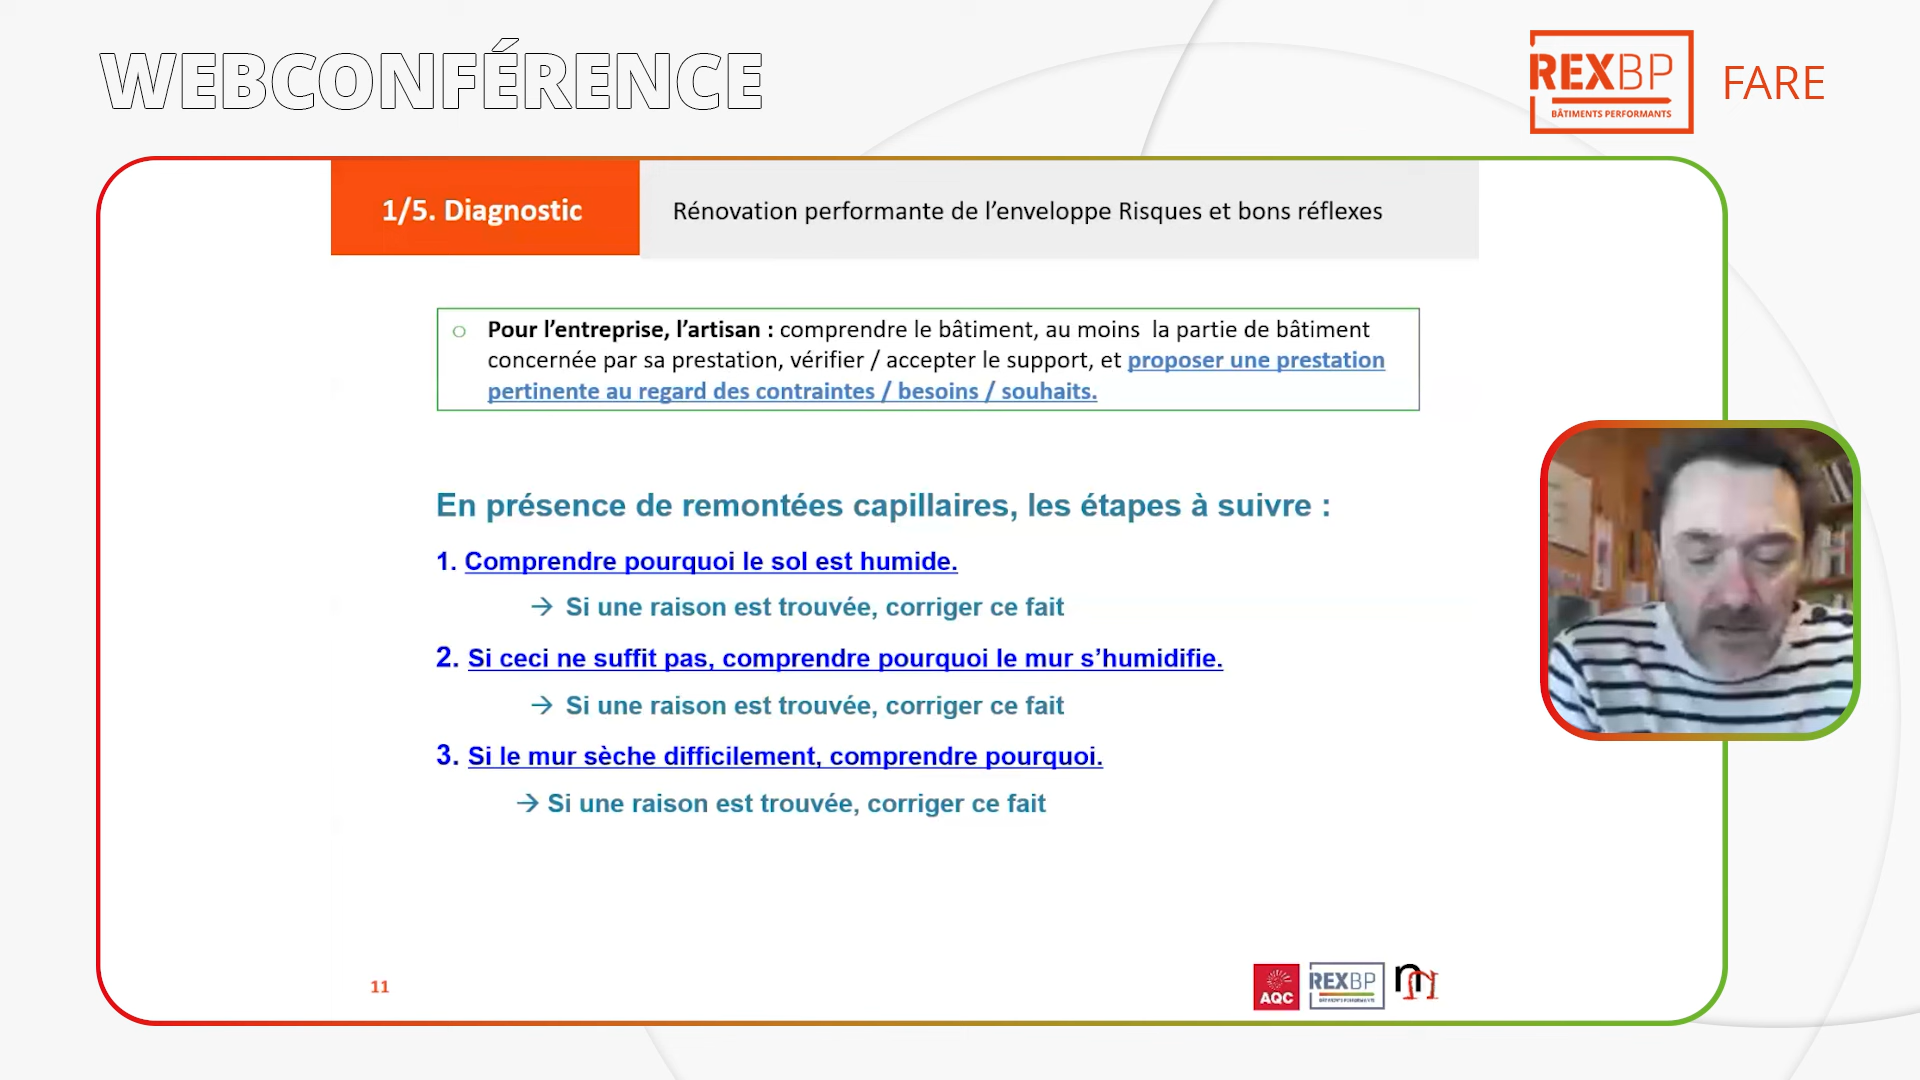 WEBCONFÉRENCE
REXBP
BÂTIMENTS PERFORMANTS
FARE
1/5. Diagnostic
Rénovation performante de l’enveloppe Risques et bons réflexes
o Pour l’entreprise, l’artisan : comprendre le bâtiment, au moins la partie de bâtiment
concernée par sa prestation, vérifier / accepter le support, et proposer une prestation
pertinente au regard des contraintes / besoins / souhaits.
En présence de remontées capillaires, les étapes à suivre :
1. Comprendre pourquoi le sol est humide.
→ Si une raison est trouvée, corriger ce fait
2. Si ceci ne suffit pas, comprendre pourquoi le mur s’humidifie.
→ Si une raison est trouvée, corriger ce fait
3. Si le mur sèche difficilement, comprendre pourquoi.
→ Si une raison est trouvée, corriger ce fait
11
AQC
REXBP
BÂTIMENTS PERFORMANTS